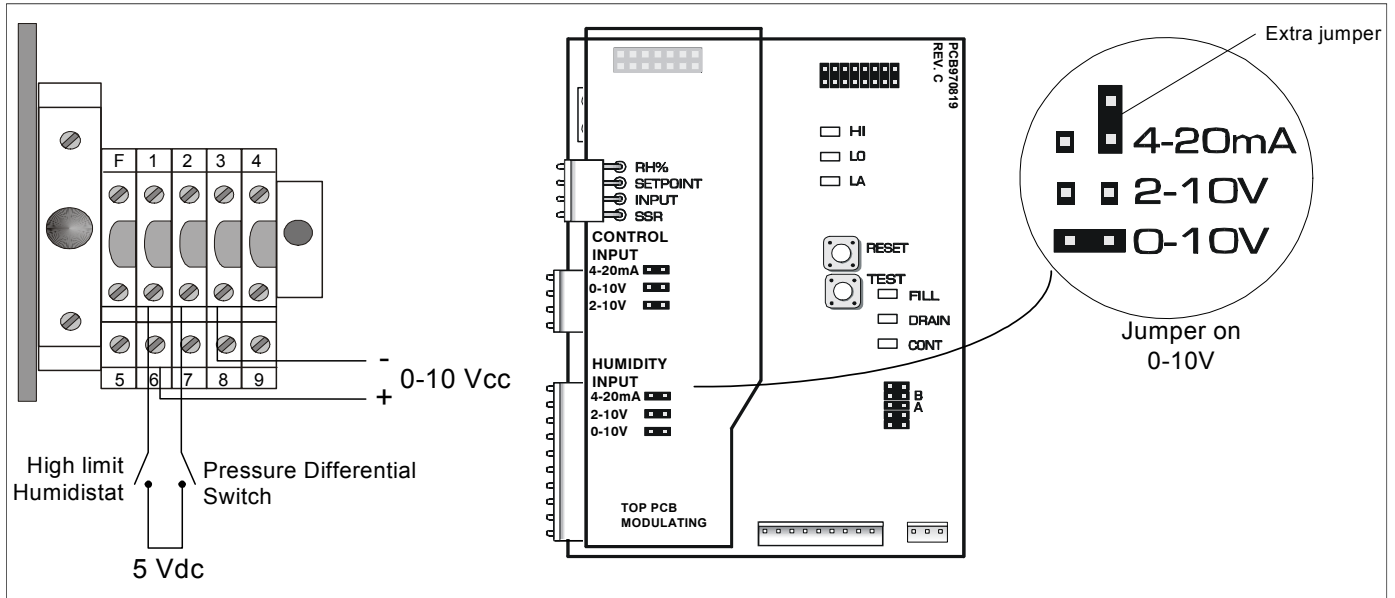 F 1 2 3 4
5 6 7 8 9
-
0-10 Vcc
+
High limit
Humidistat
Pressure Differential
Switch
5 Vdc
PCB970819
REV. C
HI
LO
LA
RH%
SETPOINT
INPUT
SSR
CONTROL
INPUT
4-20mA
0-10V
2-10V
RESET
TEST
FILL
DRAIN
CONT
HUMIDITY
INPUT
4-20mA
2-10V
0-10V
B
A
TOP PCB
MODULATING
Extra jumper
4-20mA
2-10V
0-10V
Jumper on
0-10V